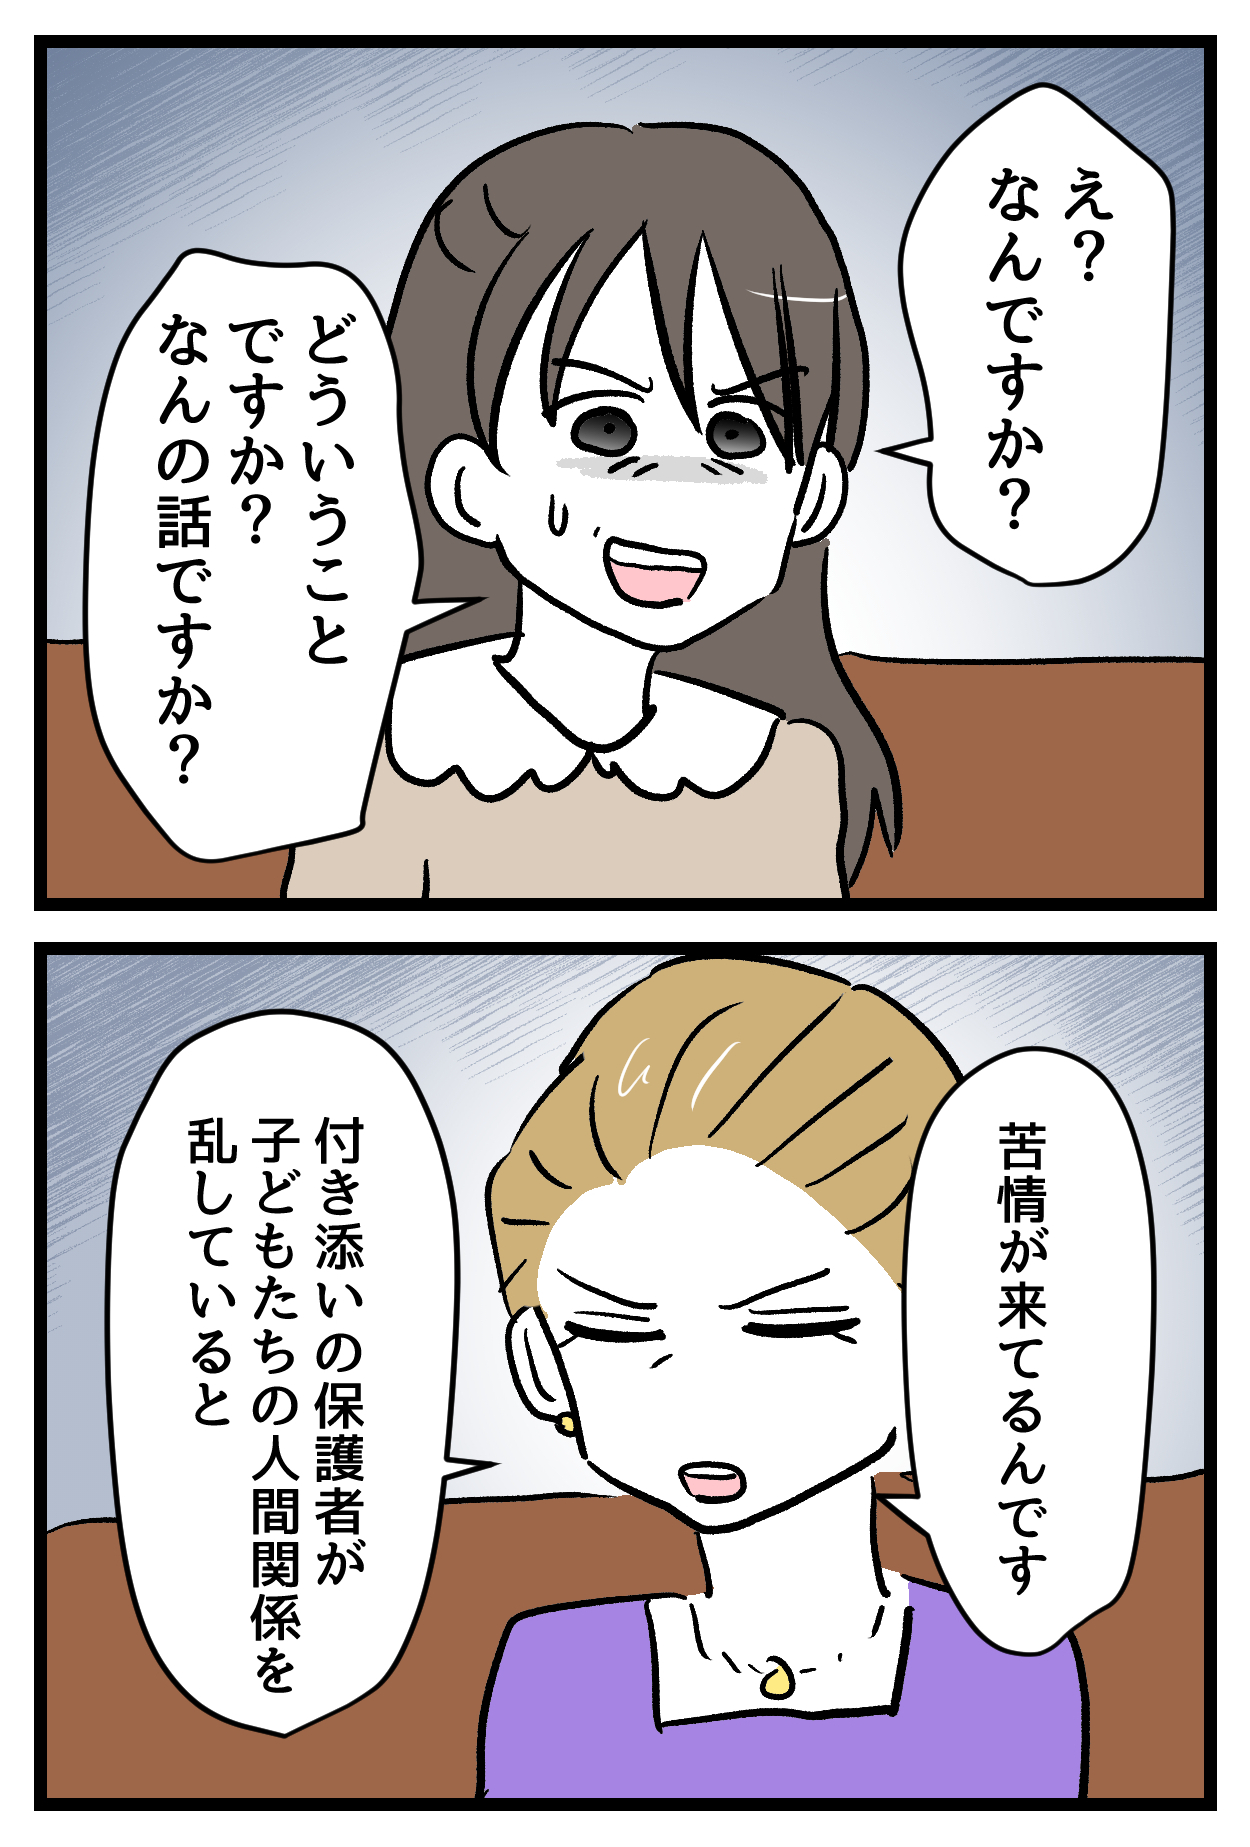 え?
なんですか?
どういうこと
ですか?
なんの話ですか?
苦情が来てるんです
付き添いの保護者が
子どもたちの人間関係を
乱していると